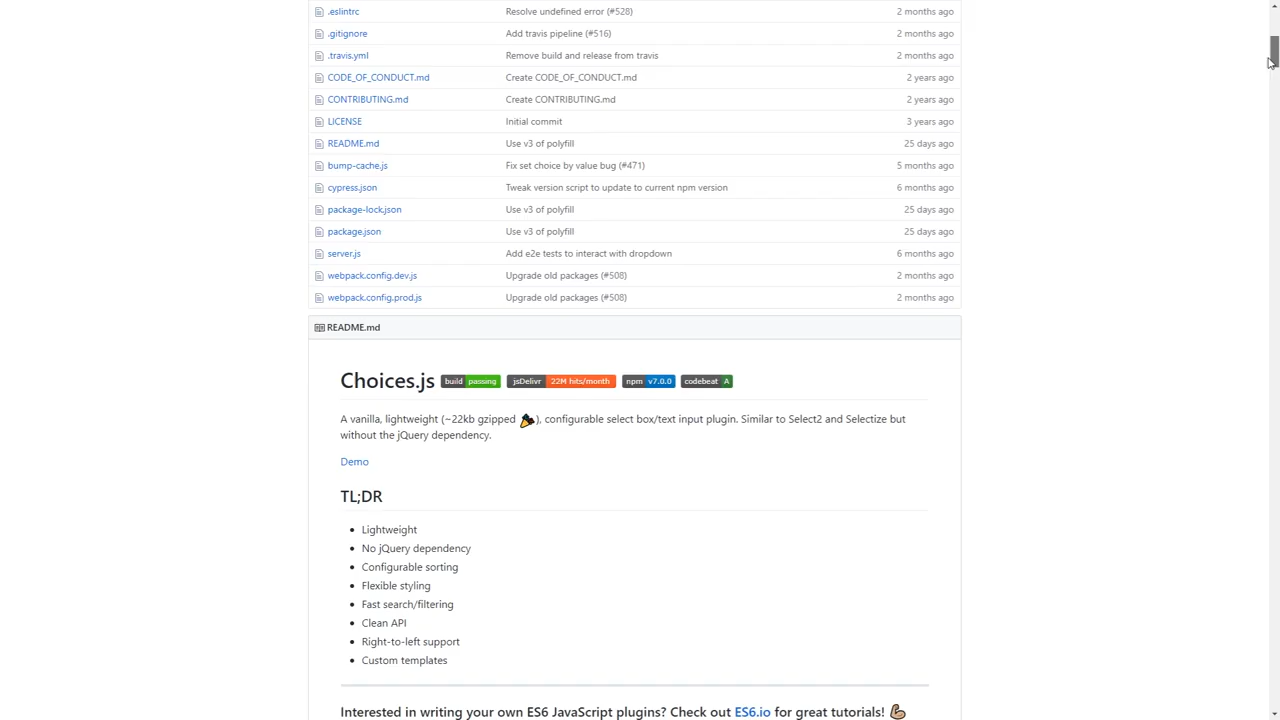 .eslintrc Resolve undefined error (#528) 2 months ago
.gitignore Add travis pipeline (#516) 2 months ago
.travis.yml Remove build and release from travis 2 months ago
CODE_OF_CONDUCT.md Create CODE_OF_CONDUCT.md 2 years ago
CONTRIBUTING.md Create CONTRIBUTING.md 2 years ago
LICENSE Initial commit 3 years ago
README.md Use v3 of polyfill 25 days ago
bump-cache.js Fix set choice by value bug (#471) 5 months ago
cypress.json Tweak version script to update to current npm version 6 months ago
package-lock.json Use v3 of polyfill 25 days ago
package.json Use v3 of polyfill 25 days ago
server.js Add e2e tests to interact with dropdown 6 months ago
webpack.config.dev.js Upgrade old packages (#508) 2 months ago
webpack.config.prod.js Upgrade old packages (#508) 2 months ago
README.md
Choices.js build passing jsDelivr 22M hits/month npm v7.0.0 codebeat A
A vanilla, lightweight (~22kb gzipped 🎉), configurable select box/text input plugin. Similar to Select2 and Selectize but
without the jQuery dependency.
Demo
TL;DR
• Lightweight
• No jQuery dependency
• Configurable sorting
• Flexible styling
• Fast search/filtering
• Clean API
• Right-to-left support
• Custom templates
Interested in writing your own ES6 JavaScript plugins? Check out ES6.io for great tutorials! 💪🏼